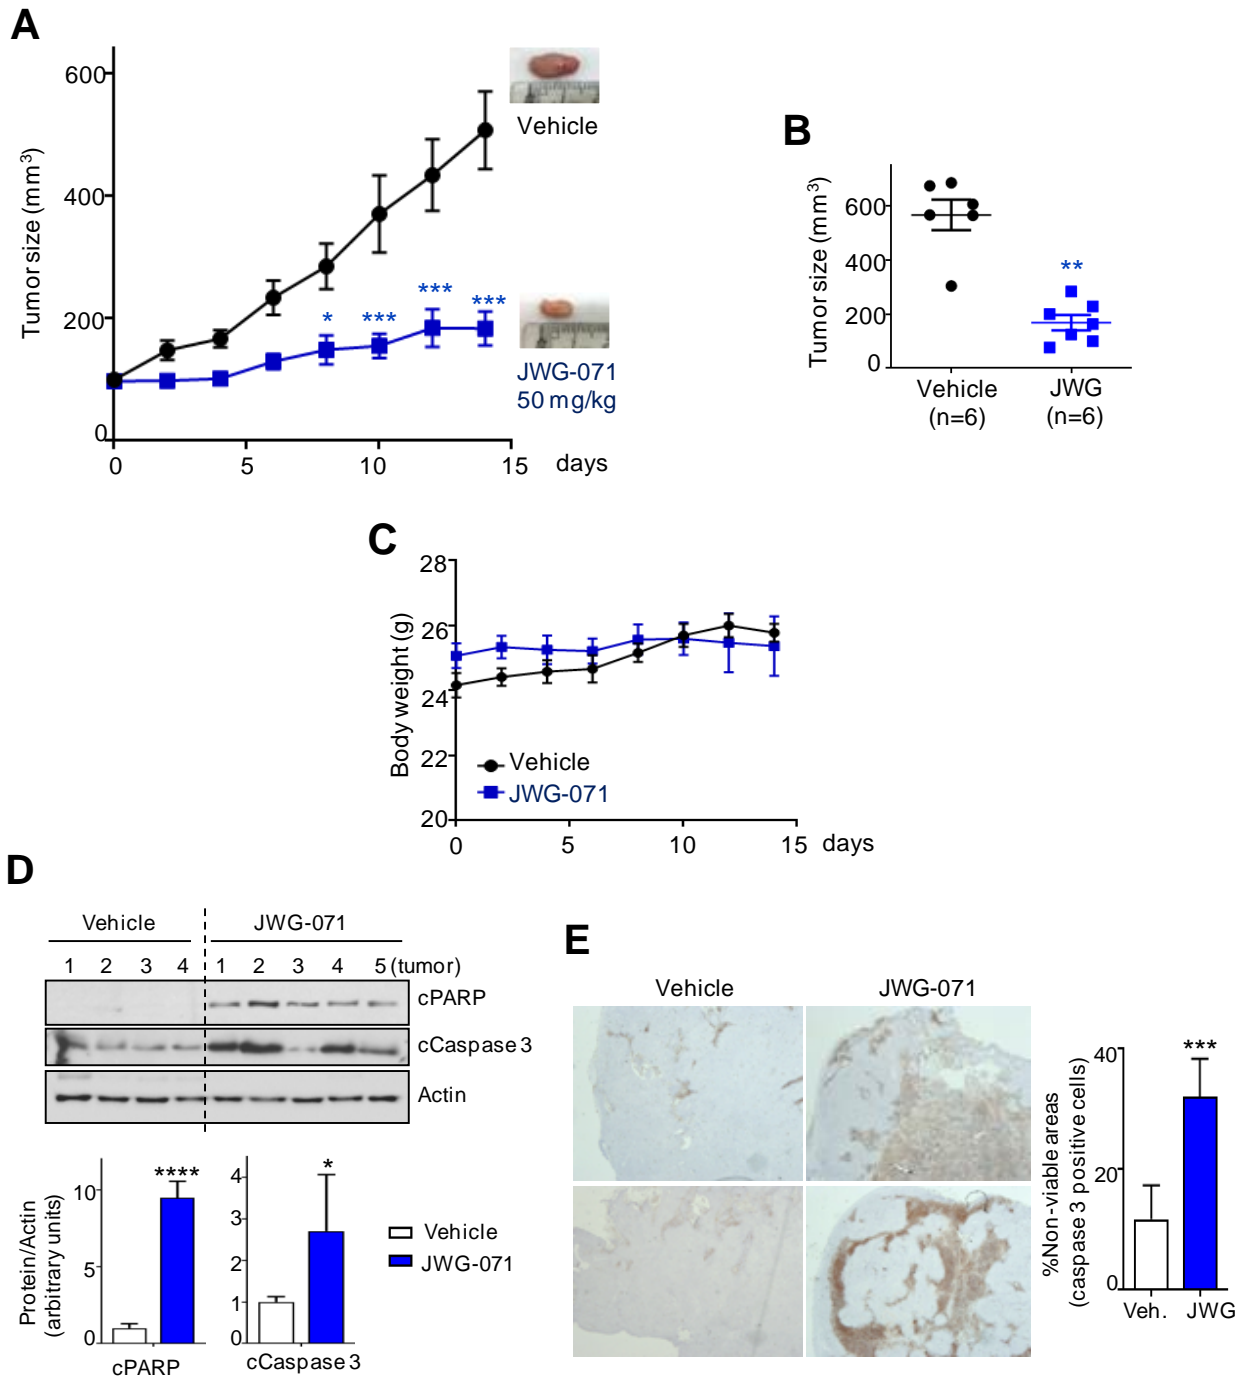 A
Tumor size (mm³)
600
400
200
0
0 5 10 15 days
Vehicle
* *** *** ***
JWG-071
50 mg/kg
B
Tumor size (mm³)
600
400
200
0
**
Vehicle JWG
(n=6) (n=6)
C
Body weight (g)
28
26
24
22
20
Vehicle
JWG-071
0 5 10 15 days
D
Vehicle JWG-071
1 2 3 4 1 2 3 4 5 (tumor)
cPARP
cCaspase 3
Actin
Protein/Actin
(arbitrary units)
10
5
0
****
cPARP
4
3
2
1
0
*
cCaspase 3
Vehicle
JWG-071
E
Vehicle JWG-071
%Non-viable areas
(caspase 3 positive cells)
40
20
0
***
Veh. JWG